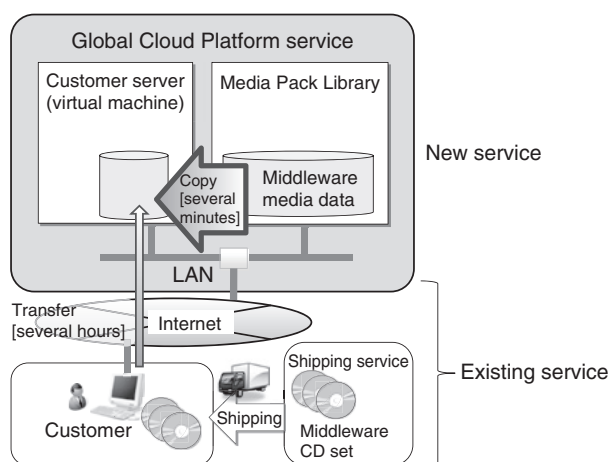 Global Cloud Platform service
Customer server
(virtual machine)
Media Pack Library
Copy
[several
minutes]
Middleware
media data
New service
LAN
Transfer
[several hours]
Internet
Existing service
Customer
Shipping
Shipping service
Middleware
CD set